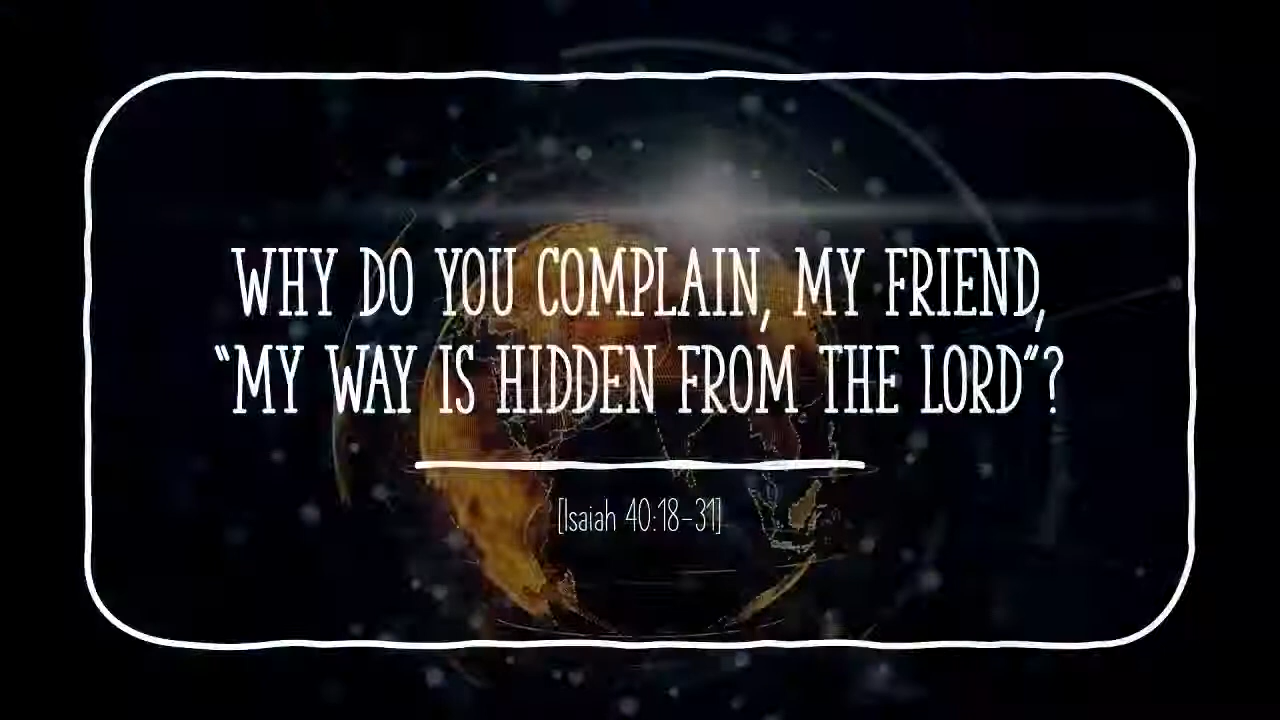 WHY DO YOU COMPLAIN, MY FRIEND,
“MY WAY IS HIDDEN FROM THE LORD”?
[Isaiah 40:18-31]